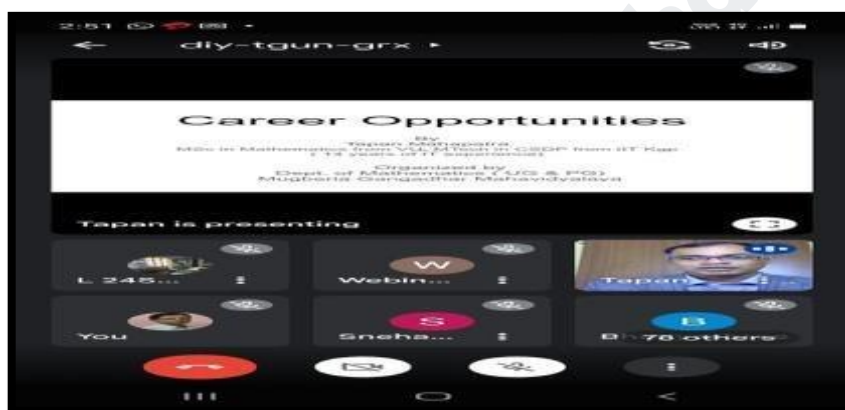 2:51
diy-tgun-grx
Career Opportunities
By
Tapan Mahapatra
MSc in Mathematics from VU, MTech in CSDP from IIT Kgp
( 14 years of IT experience)
Organized by
Dept. of Mathematics ( UG & PG)
Mugberia Gangadhar Mahavidyalaya
Tapan is presenting
L 245...
W
Webin...
Tapan
You
S
Sneha...
B
78 others